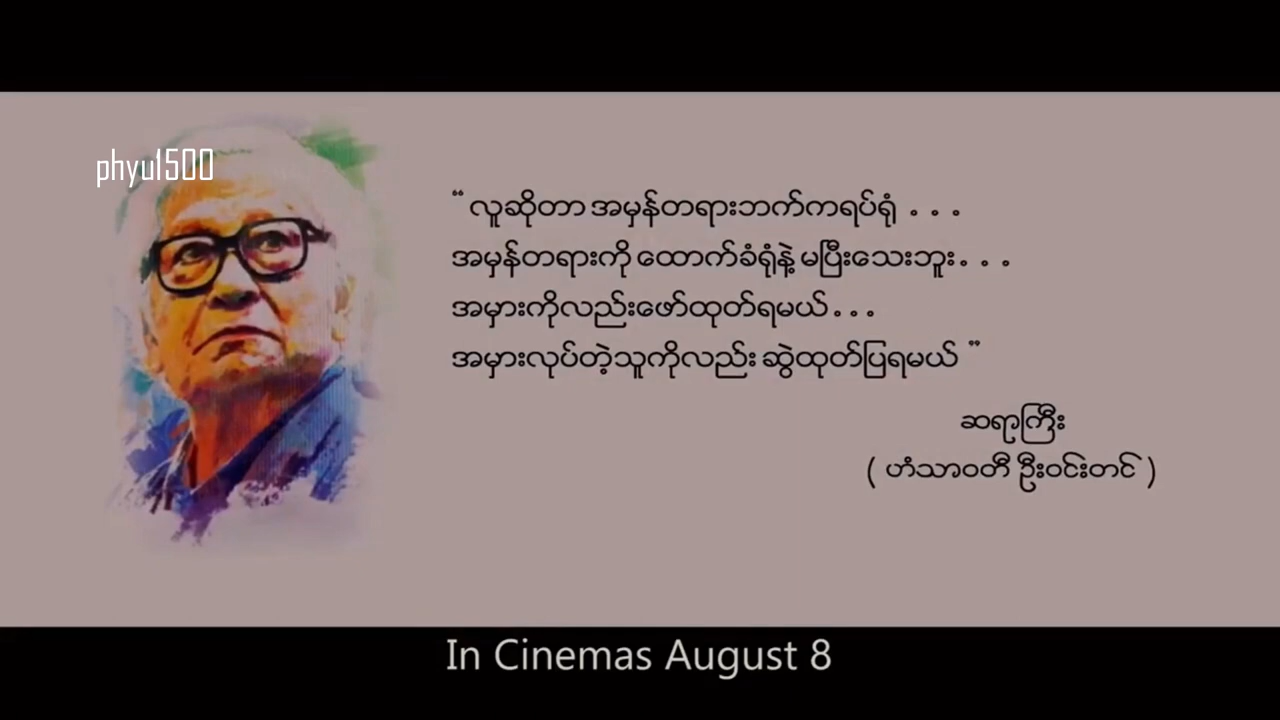 phyu1500
“ လူဆိုတာ အမှန်တရားဘက်ကရပ်ရုံ . . .
အမှန်တရားကို ထောက်ခံရုံနဲ့ မပြီးသေးဘူး. . .
အမှားကိုလည်းဖော်ထုတ်ရမယ်. . .
အမှားလုပ်တဲ့သူကိုလည်း ဆွဲထုတ်ပြရမယ် ”
ဆရာကြီး
( ဟံသာဝတီ ဦးဝင်းတင် )
In Cinemas August 8